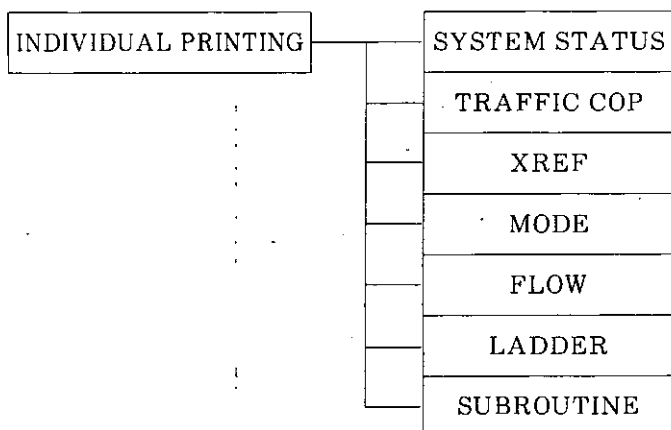 INDIVIDUAL PRINTING
SYSTEM STATUS
TRAFFIC COP
XREF
MODE
FLOW
LADDER
SUBROUTINE